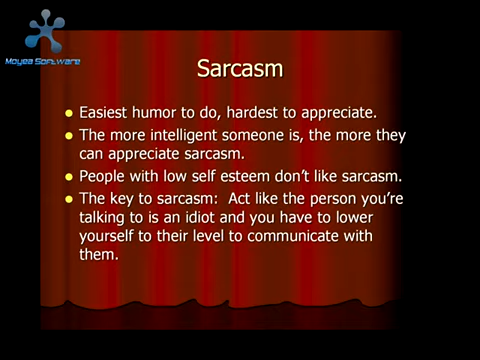 Moyea Software
Sarcasm
Easiest humor to do, hardest to appreciate.
The more intelligent someone is, the more they
can appreciate sarcasm.
People with low self esteem don't like sarcasm.
The key to sarcasm:  Act like the person you're
talking to is an idiot and you have to lower
yourself to their level to communicate with
them.